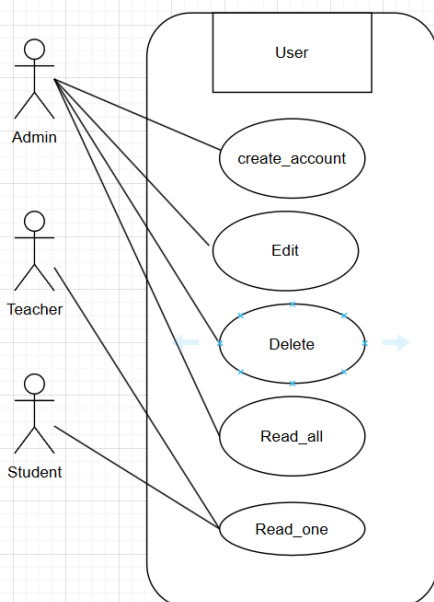 User
Admin
create_account
Edit
Teacher
Delete
Read_all
Student
Read_one